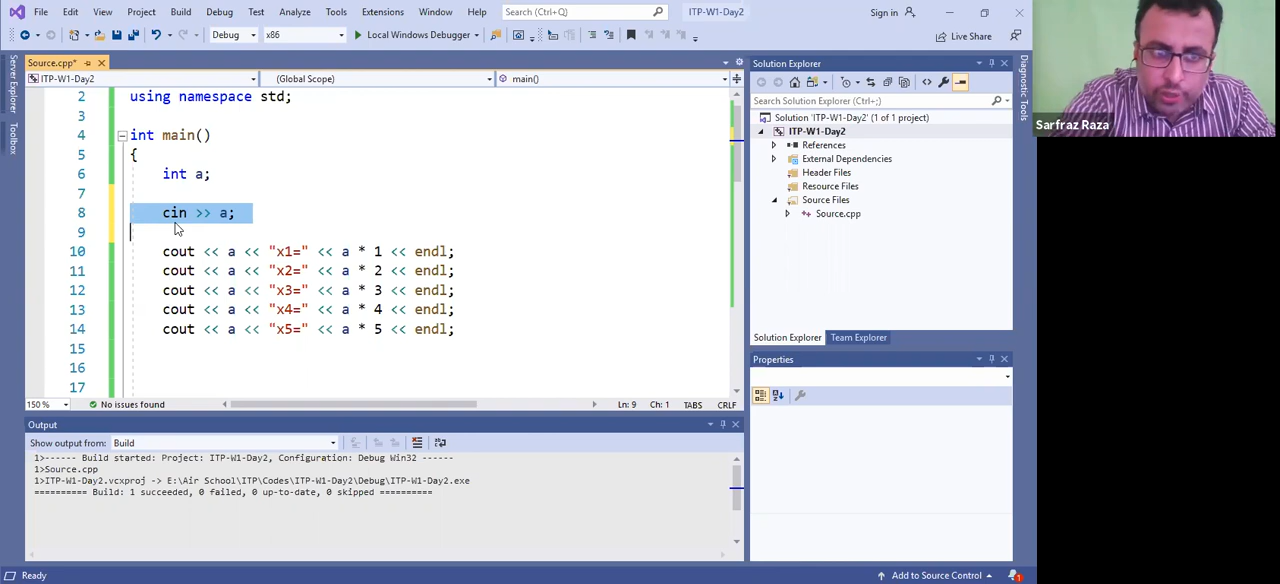 File Edit View Project Build Debug Test Analyze Tools Extensions Window Help Search (Ctrl+Q) ITP-W1-Day2 Sign in
Debug x86 Local Windows Debugger Live Share
Server Explorer
Toolbox
Source.cpp*
ITP-W1-Day2 (Global Scope) main()
2 using namespace std;
3
4 int main()
5 {
6 int a;
7
8 cin >> a;
9
10 cout << a << "x1=" << a * 1 << endl;
11 cout << a << "x2=" << a * 2 << endl;
12 cout << a << "x3=" << a * 3 << endl;
13 cout << a << "x4=" << a * 4 << endl;
14 cout << a << "x5=" << a * 5 << endl;
15
16
17
150 % No issues found Ln: 9 Ch: 1 TABS CRLF
Output
Show output from: Build
1>------ Build started: Project: ITP-W1-Day2, Configuration: Debug Win32 ------
1>Source.cpp
1>ITP-W1-Day2.vcxproj -> E:\Air School\ITP\Codes\ITP-W1-Day2\Debug\ITP-W1-Day2.exe
========== Build: 1 succeeded, 0 failed, 0 up-to-date, 0 skipped ==========
Solution Explorer
Search Solution Explorer (Ctrl+;)
Solution 'ITP-W1-Day2' (1 of 1 project)
ITP-W1-Day2
References
External Dependencies
Header Files
Resource Files
Source Files
Source.cpp
Solution Explorer Team Explorer
Properties
Diagnostic Tools
Sarfraz Raza
Ready Add to Source Control 1